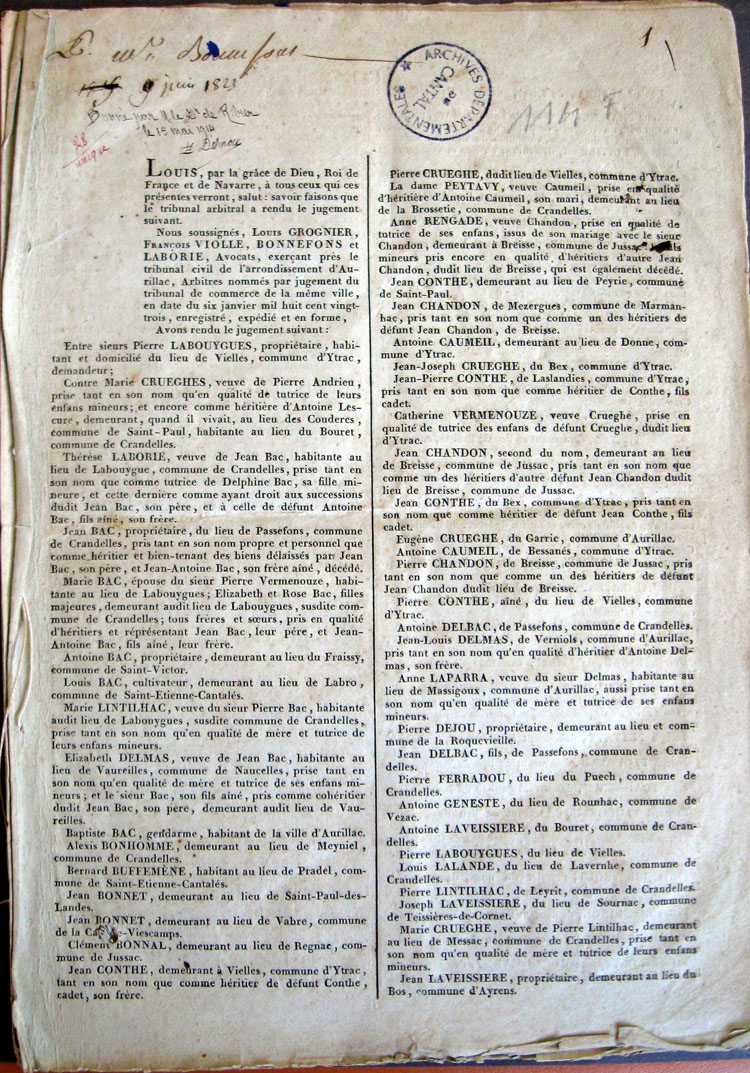 1
9 juin 1823
le 15 mai 1914
unique
ARCHIVES DÉPARTEMENTALES
DU CANTAL
114 F
LOUIS, par la grâce de Dieu, Roi de
France et de Navarre, à tous ceux qui ces
présentes verront, salut : savoir faisons que
le tribunal arbitral a rendu le jugement
suivant.
Nous soussignés, LOUIS GROGNIER,
FRANÇOIS VIOLLE, BONNEFONS et
LABORIE, Avocats, exerçant près le
tribunal civil de l'arrondissement d'Au-
rillac, Arbitres nommés par jugement du
tribunal de commerce de la même ville,
en date du six janvier mil huit cent vingt-
trois, enregistré, expédié et en forme,
Avons rendu le jugement suivant :
Entre sieurs Pierre LABOUYGUES, propriétaire, habi-
tant et domicilié du lieu de Vielles, commune d'Ytrac,
demandeur ;
Contre Marie CRUEGHES, veuve de Pierre Andrieu,
prise tant en son nom qu'en qualité de tutrice de leurs
enfans mineurs ; et encore comme héritière d'Antoine Les-
cure, demeurant, quand il vivait, au lieu des Coudercs,
commune de Saint-Paul, habitante au lieu du Bouret,
commune de Crandelles.
Thérèse LABORIE, veuve de Jean Bac, habitante au
lieu de Labouygue, commune de Crandelles, prise tant en
son nom que comme tutrice de Delphine Bac, sa fille mi-
neure, et cette dernière comme ayant droit aux successions
dudit Jean Bac, son père, et à celle de défunt Antoine
Bac, fils aîné, son frère.
Jean BAC, propriétaire, du lieu de Passefons, commune
de Crandelles, pris tant en son nom propre et personnel que
comme héritier et bien-tenant des biens délaissés par Jean
Bac, son père, et Jean-Antoine Bac, son frère aîné, décédé.
Marie BAC, épouse du sieur Pierre Vermenouze, habi-
tante au lieu de Labouygues ; Elizabeth et Rose Bac, filles
majeures, demeurant audit lieu de Labouygues, susdite com-
mune de Crandelles ; tous frères et sœurs, pris en qualité
d'héritiers et réprésentant Jean Bac, leur père, et Jean-
Antoine Bac, fils aîné, leur frère.
Antoine BAC, propriétaire, demeurant au lieu du Fraissy,
commune de Saint-Victor.
Louis BAC, cultivateur, demeurant au lieu de Labro,
commune de Saint-Etienne-Cantalés.
Marie LINTILHAC, veuve du sieur Pierre Bac, habitante
audit lieu de Labouygues, susdite commune de Crandelles,
prise tant en son nom qu'en qualité de mère et tutrice de
leurs enfans mineurs.
Elizabeth DELMAS, veuve de Jean Bac, habitante au
lieu de Vaureilles, commune de Naucelles, prise tant en
son nom qu'en qualité de mère et tutrice de ses enfans mi-
neurs ; et le sieur Bac, son fils aîné, pris comme cohéritier
dudit Jean Bac, son père, demeurant audit lieu de Vau-
reilles.
Baptiste BAC, gendarme, habitant de la ville d'Aurillac.
Alexis BONHOMME, demeurant au lieu de Meyniel,
commune de Crandelles.
Bernard BUFFEMÈNE, habitant au lieu de Pradel, com-
mune de Saint-Etienne-Cantalés.
Jean BONNET, demeurant au lieu de Saint-Paul-des-
Landes.
Jean BONNET, demeurant au lieu de Vabre, commune
de la -Viescamps.
Clément BONNAL, demeurant au lieu de Regnac, com-
mune de Jussac.
Jean CONTHE, demeurant à Vielles, commune d'Ytrac,
tant en son nom que comme héritier de défunt Conthe,
cadet, son frère.
Pierre CRUEGHE, dudit lieu de Vielles, commune d'Ytrac.
La dame PEYTAVY, veuve Caumeil, prise en qualité
d'héritière d'Antoine Caumeil, son mari, demeurant au lieu
de la Brossetie, commune de Crandelles.
Anne RENGADE, veuve Chandon, prise en qualité de
tutrice de ses enfans, issus de son mariage avec le sieur
Chandon, demeurant à Breisse, commune de Jussac
mineurs pris encore en qualité d'héritiers d'autre Jean
Chandon, dudit lieu de Breisse, qui est également décédé.
Jean CONTHE, demeurant au lieu de Peyrie, commune
de Saint-Paul.
Jean CHANDON, de Mezergues, commune de Marman-
hac, pris tant en son nom que comme un des héritiers de
défunt Jean Chandon, de Breisse.
Antoine CAUMEIL, demeurant au lieu de Donne, com-
mune d'Ytrac.
Jean-Joseph CRUEGHE, du Bex, commune d'Ytrac.
Jean-Pierre CONTHE, de Laslandies, commune d'Ytrac,
pris tant en son nom que comme héritier de Conthe, fils
cadet.
Catherine VERMENOUZE, veuve Crueghe, prise en
qualité de tutrice des enfans de défunt Crueghe, dudit lieu
d'Ytrac.
Jean CHANDON, second du nom, demeurant au lieu
de Breisse, commune de Jussac, pris tant en son nom que
comme un des héritiers d'autre défunt Jean Chandon dudit
lieu de Breisse, commune de Jussac.
Jean CONTHE, du Bex, commune d'Ytrac, pris tant en
son nom que comme héritier de défunt Jean Conthe, fils
cadet.
Eugène CRUEGHE, du Garric, commune d'Aurillac.
Antoine CAUMEIL, de Bessanés, commune d'Ytrac.
Pierre CHANDON, de Breisse, commune de Jussac, pris
tant en son nom que comme un des héritiers de défunt
Jean Chandon dudit lieu de Breisse.
Pierre CONTHE, aîné, du lieu de Vielles, commune
d'Ytrac.
Antoine DELBAC, de Passefons, commune de Crandelles.
Jean-Louis DELMAS, de Verniols, commune d'Aurillac,
pris tant en son nom qu'en qualité d'héritier d'Antoine Del-
mas, son frère.
Anne LAPARRA, veuve du sieur Delmas, habitante au
lieu de Massigoux, commune d'Aurillac, aussi prise tant en
son nom qu'en qualité de mère et tutrice de ses enfans
mineurs.
Pierre DEJOU, propriétaire, demeurant au lieu et com-
mune de la Roquevieille.
Jean DELBAC, fils, de Passefons, commune de Cran-
delles.
Pierre FERRADOU, du lieu du Puech, commune de
Crandelles.
Antoine GENESTE, du lieu de Rounhac, commune de
Vezac.
Antoine LAVEISSIERE, du Bouret, commune de Cran-
delles.
Pierre LABOUYGUES, du lieu de Vielles.
Louis LALANDE, du lieu de Lavernhe, commune de
Crandelles.
Pierre LINTILHAC, de Leyrit, commune de Crandelles.
Joseph LAVEISSIERE, du lieu de Sournac, commune
de Teissières-de-Cornet.
Marie CRUEGHE, veuve de Pierre Lintilhac, demeurant
au lieu de Messac, commune de Crandelles, prise tant en
son nom qu'en qualité de mère et tutrice de leurs enfans
mineurs.
Jean LAVEISSIERE, propriétaire, demeurant au lieu du
Bos, commune d'Ayrens.